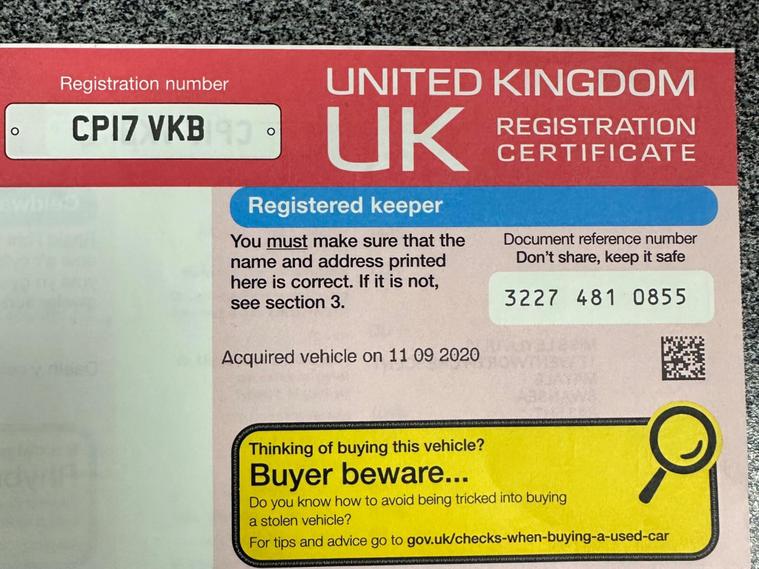 Registration number
CP17 VKB
UNITED KINGDOM
UK REGISTRATION
CERTIFICATE
Registered keeper
You must make sure that the
name and address printed
here is correct. If it is not,
see section 3.
Document reference number
Don't share, keep it safe
3227 481 0855
Acquired vehicle on 11 09 2020
Thinking of buying this vehicle?
Buyer beware...
Do you know how to avoid being tricked into buying
a stolen vehicle?
For tips and advice go to gov.uk/checks-when-buying-a-used-car